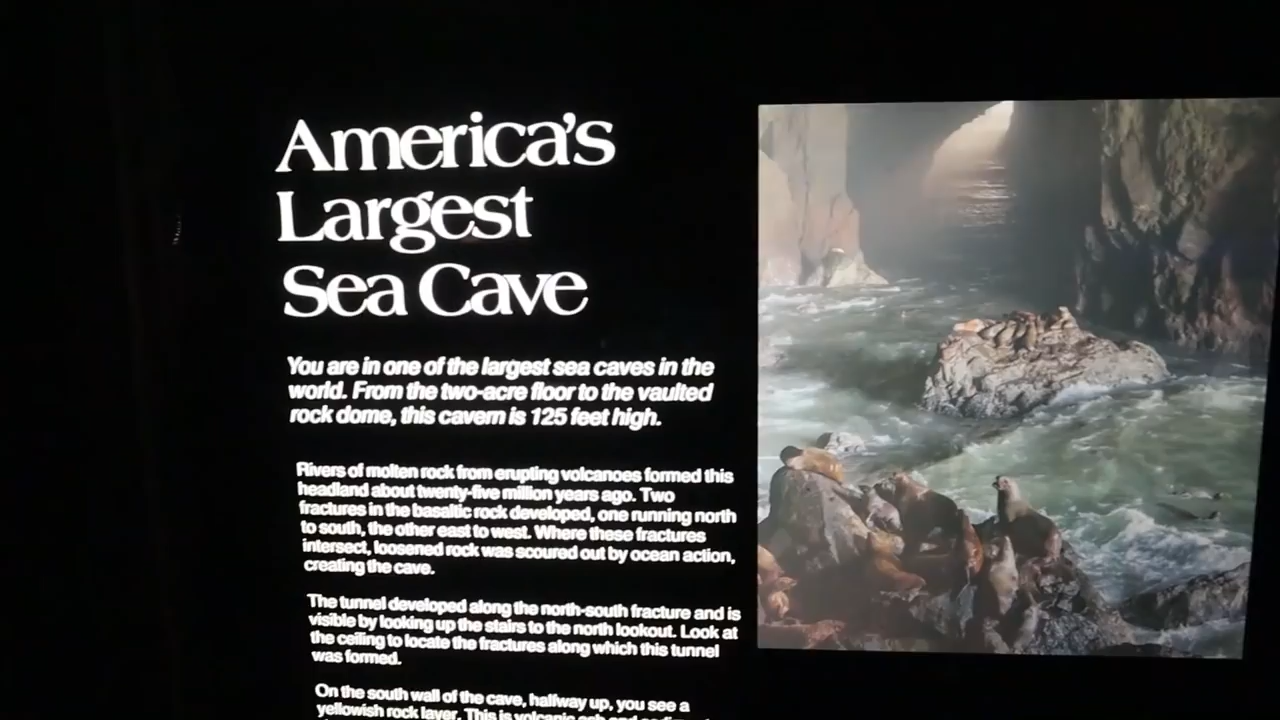 America's
Largest
Sea Cave
You are in one of the largest sea caves in the
world. From the two-acre floor to the vaulted
rock dome, this cavern is 125 feet high.
Rivers of molten rock from erupting volcanoes formed this
headland about twenty-five million years ago. Two
fractures in the basaltic rock developed, one running north
to south, the other east to west. Where these fractures
intersect, loosened rock was scoured out by ocean action,
creating the cave.
The tunnel developed along the north-south fracture and is
visible by looking up the stairs to the north lookout. Look at
the ceiling to locate the fractures along which this tunnel
was formed.
On the south wall of the cave, halfway up, you see a
yellowish rock layer. This is volcanic ash and